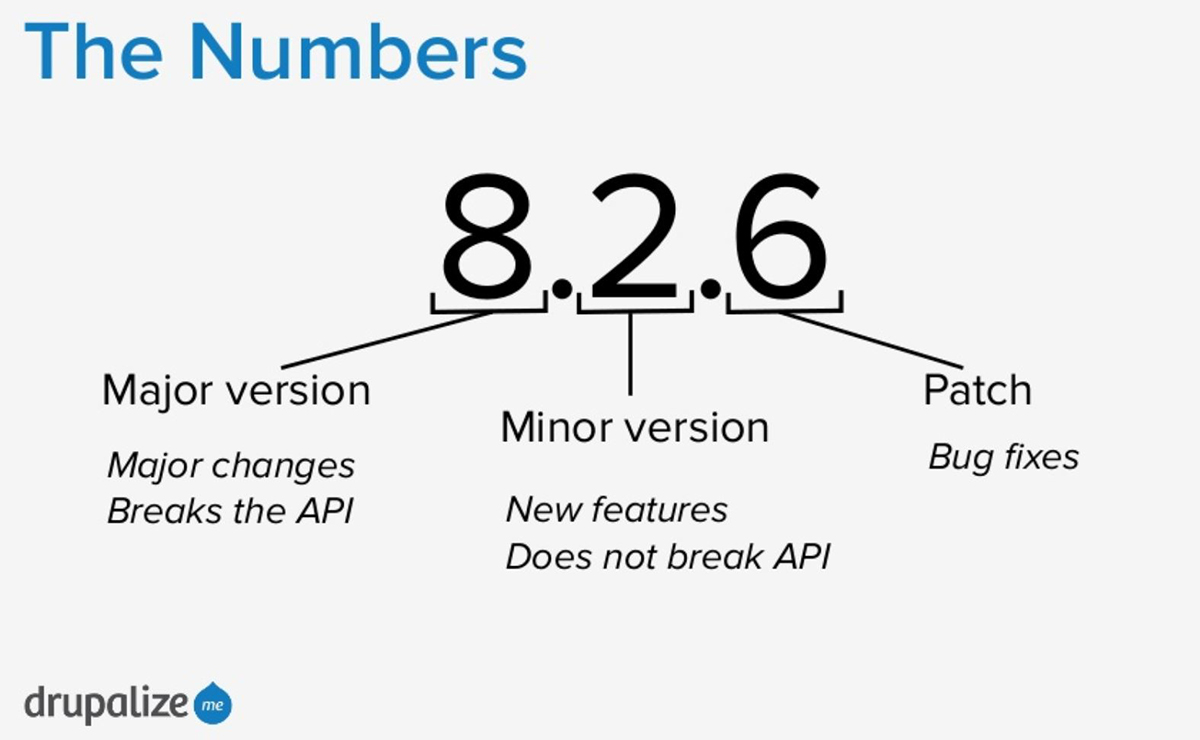 The Numbers
8.2.6
Major version
Major changes
Breaks the API
Minor version
New features
Does not break API
Patch
Bug fixes
drupalize me